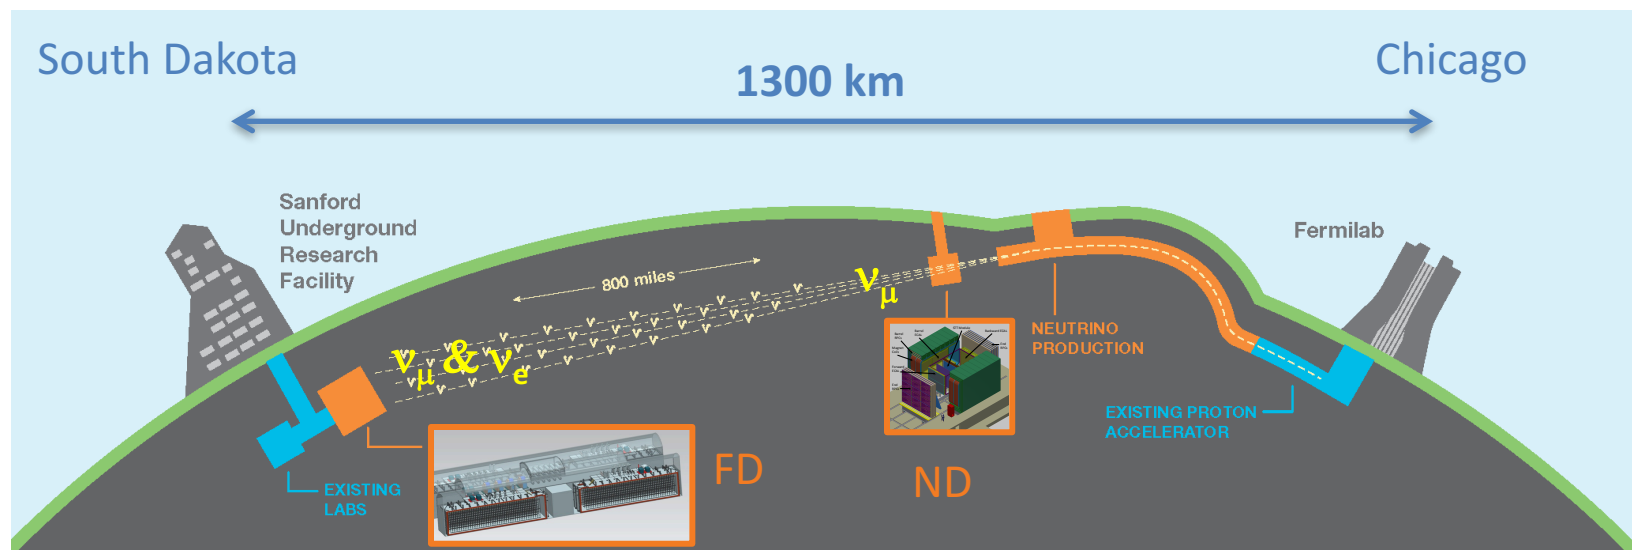 South Dakota
Chicago
1300 km
Sanford
Underground
Research
Facility
Fermilab
800 miles
νμ
νμ & νe
NEUTRINO
PRODUCTION
EXISTING PROTON
ACCELERATOR
FD
ND
EXISTING
LABS